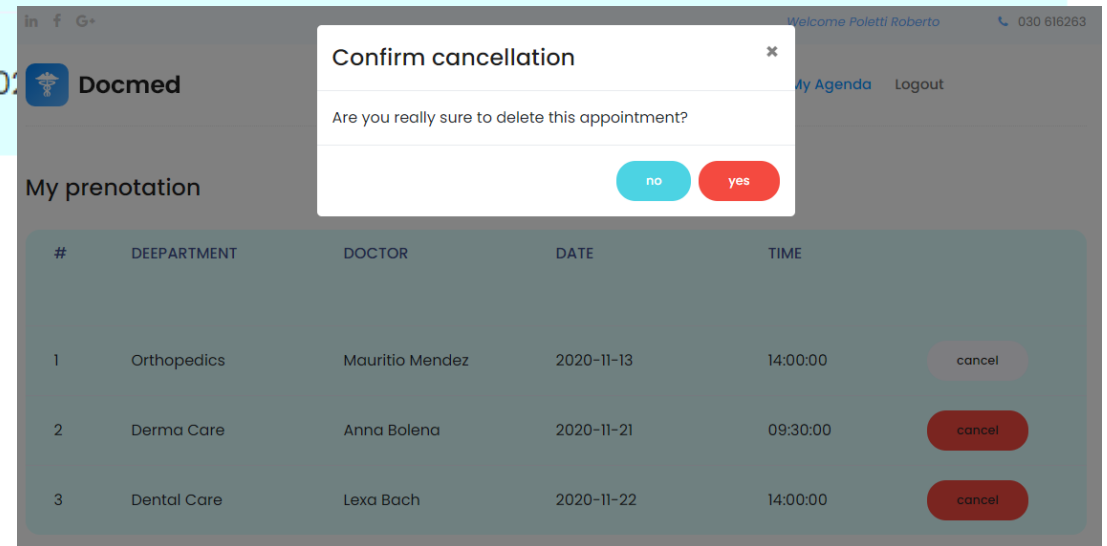 in f G+ Welcome Poletti Roberto 030 616263
Confirm cancellation ×
02
Docmed
My Agenda Logout
Are you really sure to delete this appointment?
no yes
My prenotation
# DEEPARTMENT DOCTOR DATE TIME
1 Orthopedics Mauritio Mendez 2020-11-13 14:00:00 cancel
2 Derma Care Anna Bolena 2020-11-21 09:30:00 cancel
3 Dental Care Lexa Bach 2020-11-22 14:00:00 cancel